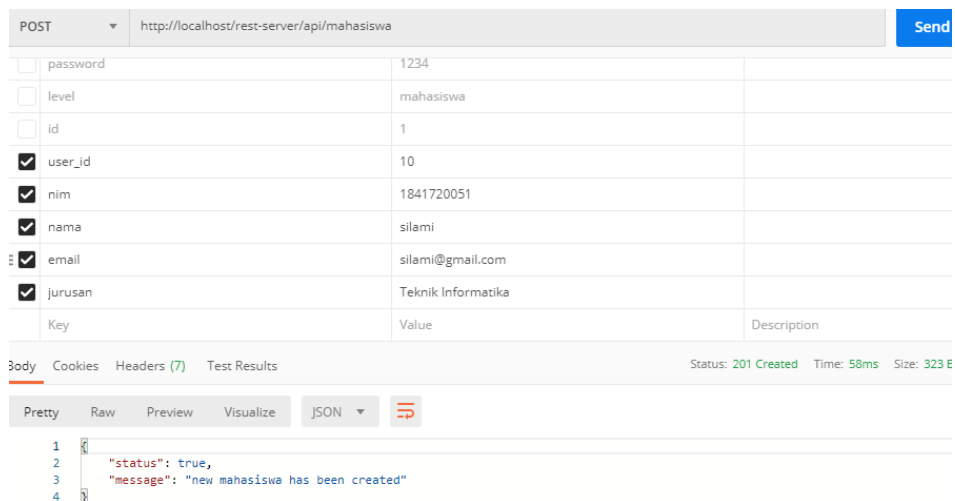 POST http://localhost/rest-server/api/mahasiswa Send
password 1234
level mahasiswa
id 1
user_id 10
nim 1841720051
nama silami
email silami@gmail.com
jurusan Teknik Informatika
Key Value Description
Body Cookies Headers (7) Test Results Status: 201 Created Time: 58ms Size: 323 B
Pretty Raw Preview Visualize JSON
1 {
2 "status": true,
3 "message": "new mahasiswa has been created"
4 }